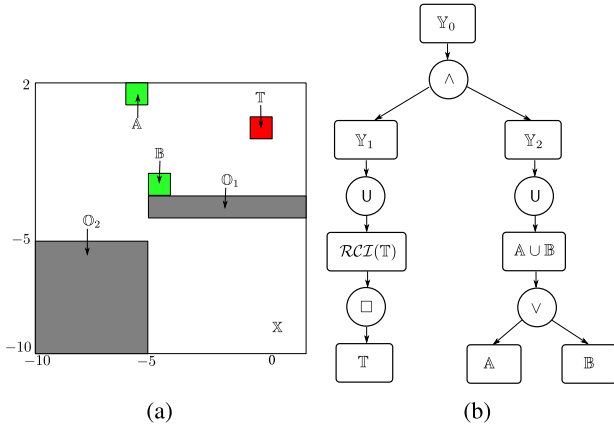 2
𝔸
𝕋
𝔹
𝕆₁
-5
𝕆₂
𝕏
-10
-10
-5
0
(a)
𝕐₀
∧
𝕐₁
𝕐₂
U
U
ℛ𝒞ℐ(𝕋)
𝔸 ∪ 𝔹
□
∨
𝕋
𝔸
𝔹
(b)